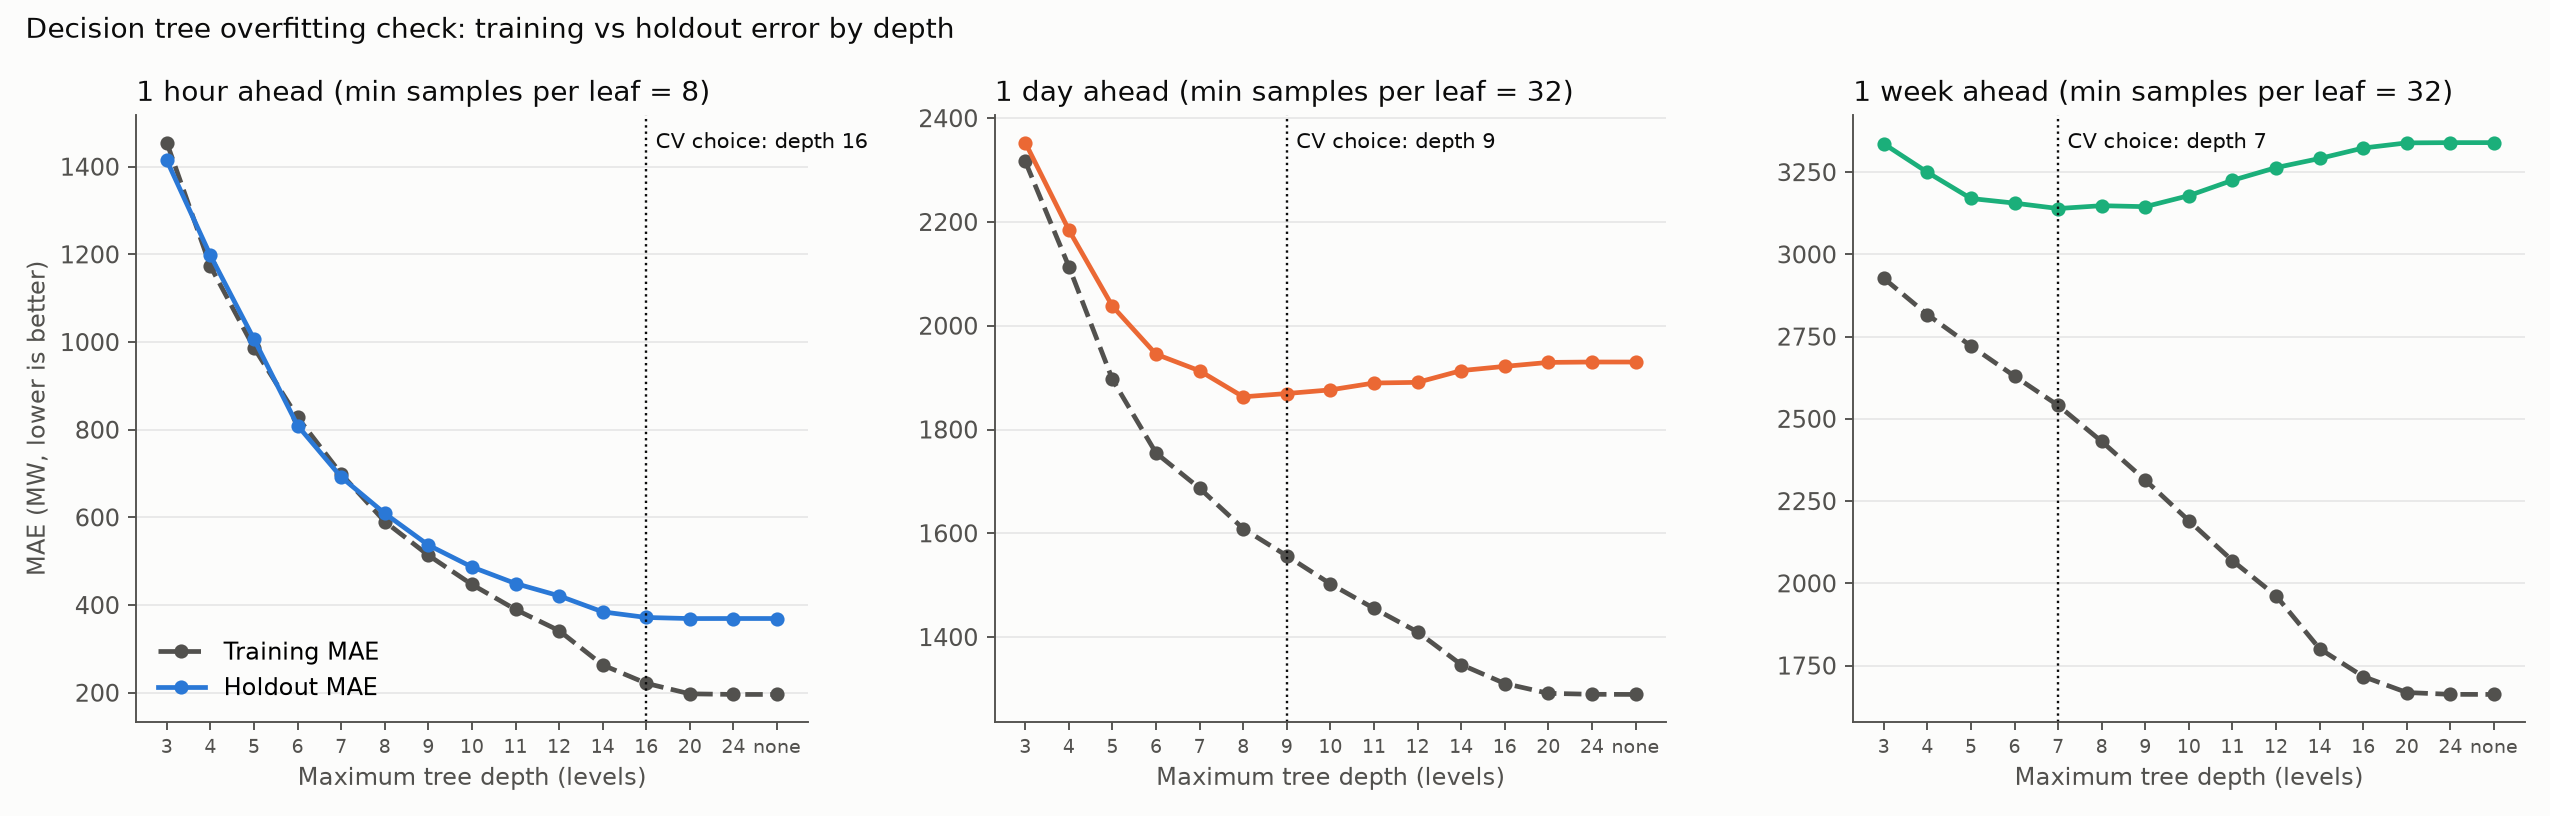 Decision tree overfitting check: training vs holdout error by depth
1 hour ahead (min samples per leaf = 8)
CV choice: depth 16
MAE (MW, lower is better)
1400
1200
1000
800
600
400
200
Training MAE
Holdout MAE
3 4 5 6 7 8 9 10 11 12 14 16 20 24 none
Maximum tree depth (levels)
1 day ahead (min samples per leaf = 32)
CV choice: depth 9
2400
2200
2000
1800
1600
1400
3 4 5 6 7 8 9 10 11 12 14 16 20 24 none
Maximum tree depth (levels)
1 week ahead (min samples per leaf = 32)
CV choice: depth 7
3250
3000
2750
2500
2250
2000
1750
3 4 5 6 7 8 9 10 11 12 14 16 20 24 none
Maximum tree depth (levels)